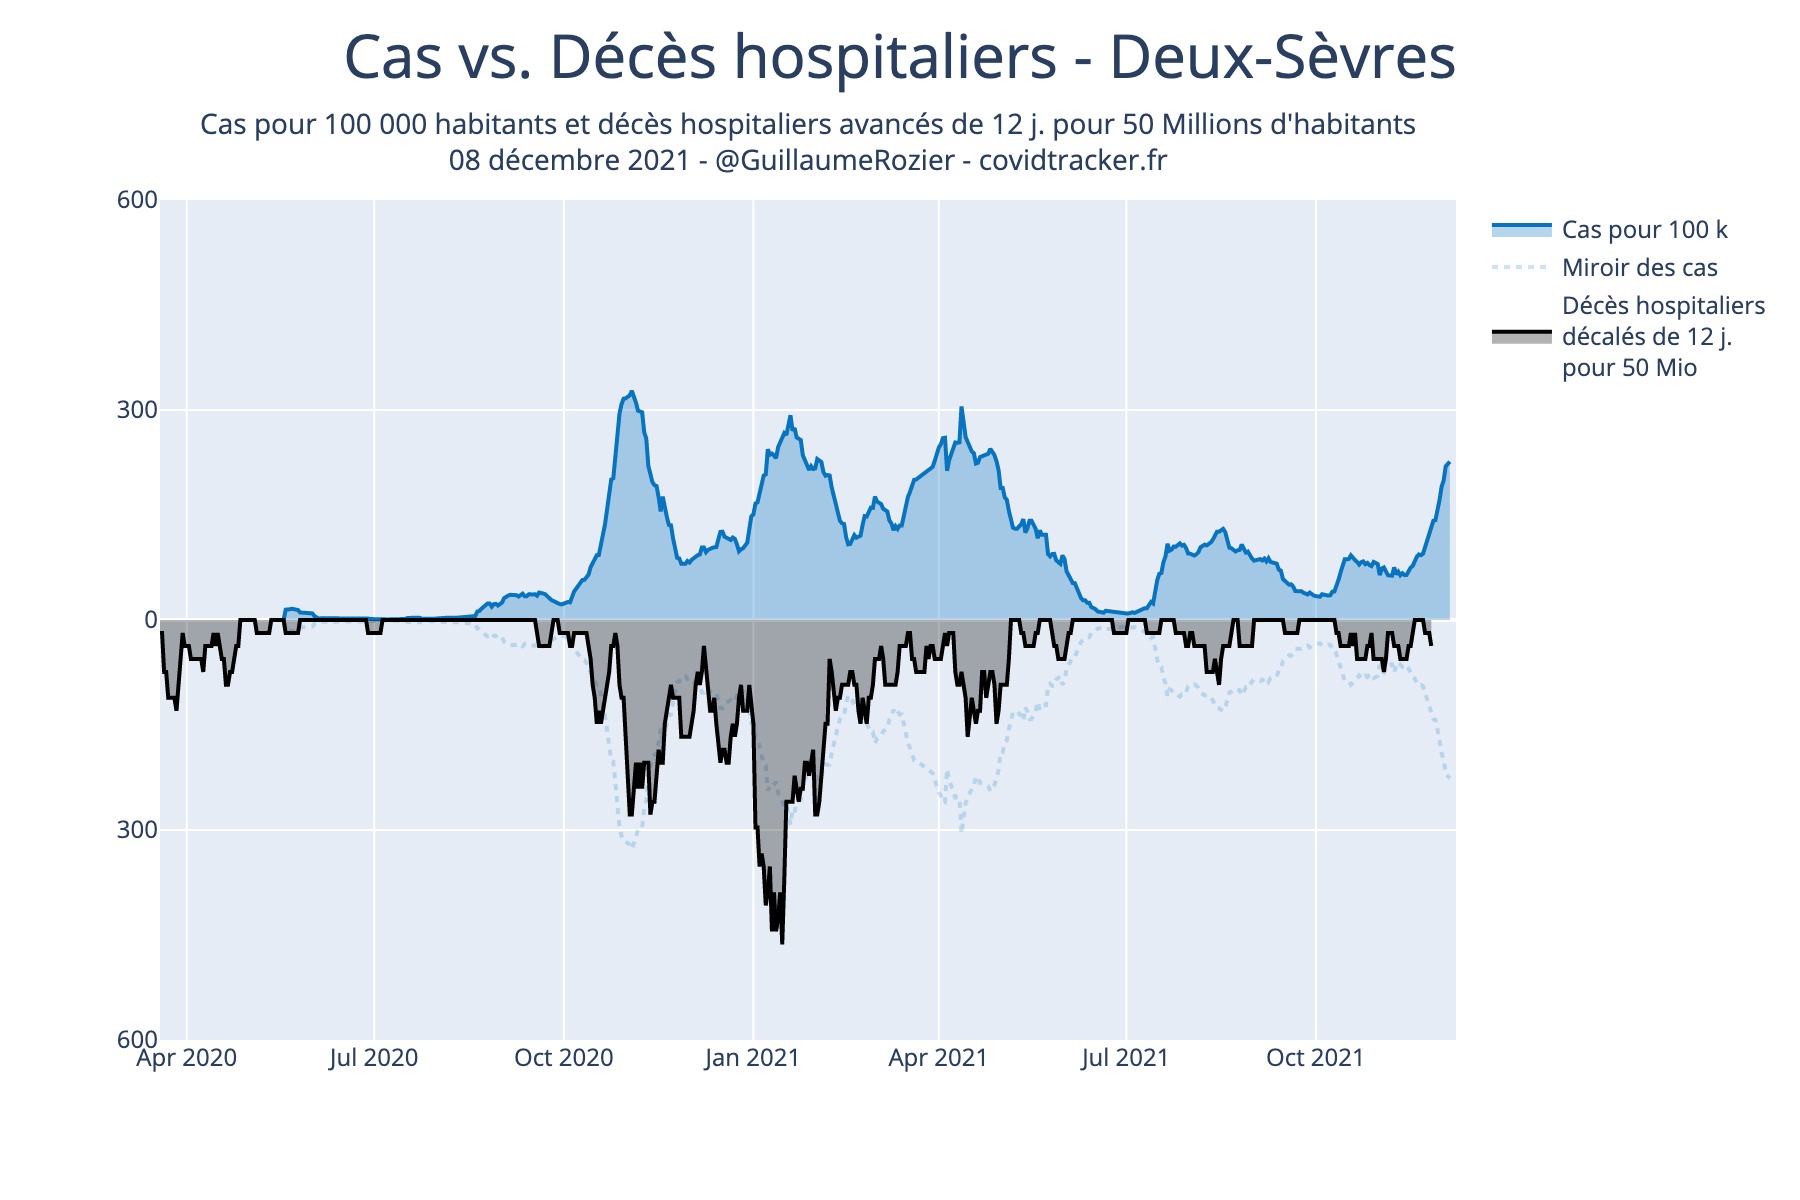 Cas vs. Décès hospitaliers - Deux-Sèvres
Cas pour 100 000 habitants et décès hospitaliers avancés de 12 j. pour 50 Millions d'habitants
08 décembre 2021 - @GuillaumeRozier - covidtracker.fr
600
300
0
300
600
Apr 2020
Jul 2020
Oct 2020
Jan 2021
Apr 2021
Jul 2021
Oct 2021
Cas pour 100 k
Miroir des cas
Décès hospitaliers
décalés de 12 j.
pour 50 Mio